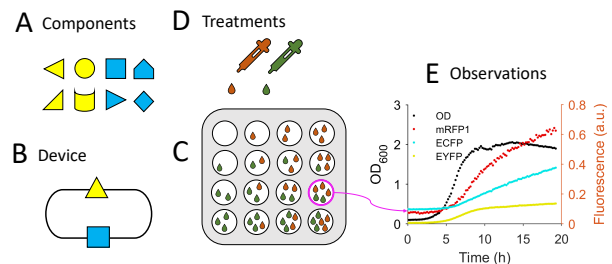 A Components
B Device
C
D Treatments
E Observations
OD
mRFP1
ECFP
EYFP
OD600
3
2
1
0
0.8
0.6
0.4
0.2
0
Fluorescence (a.u.)
0 5 10 15 20
Time (h)